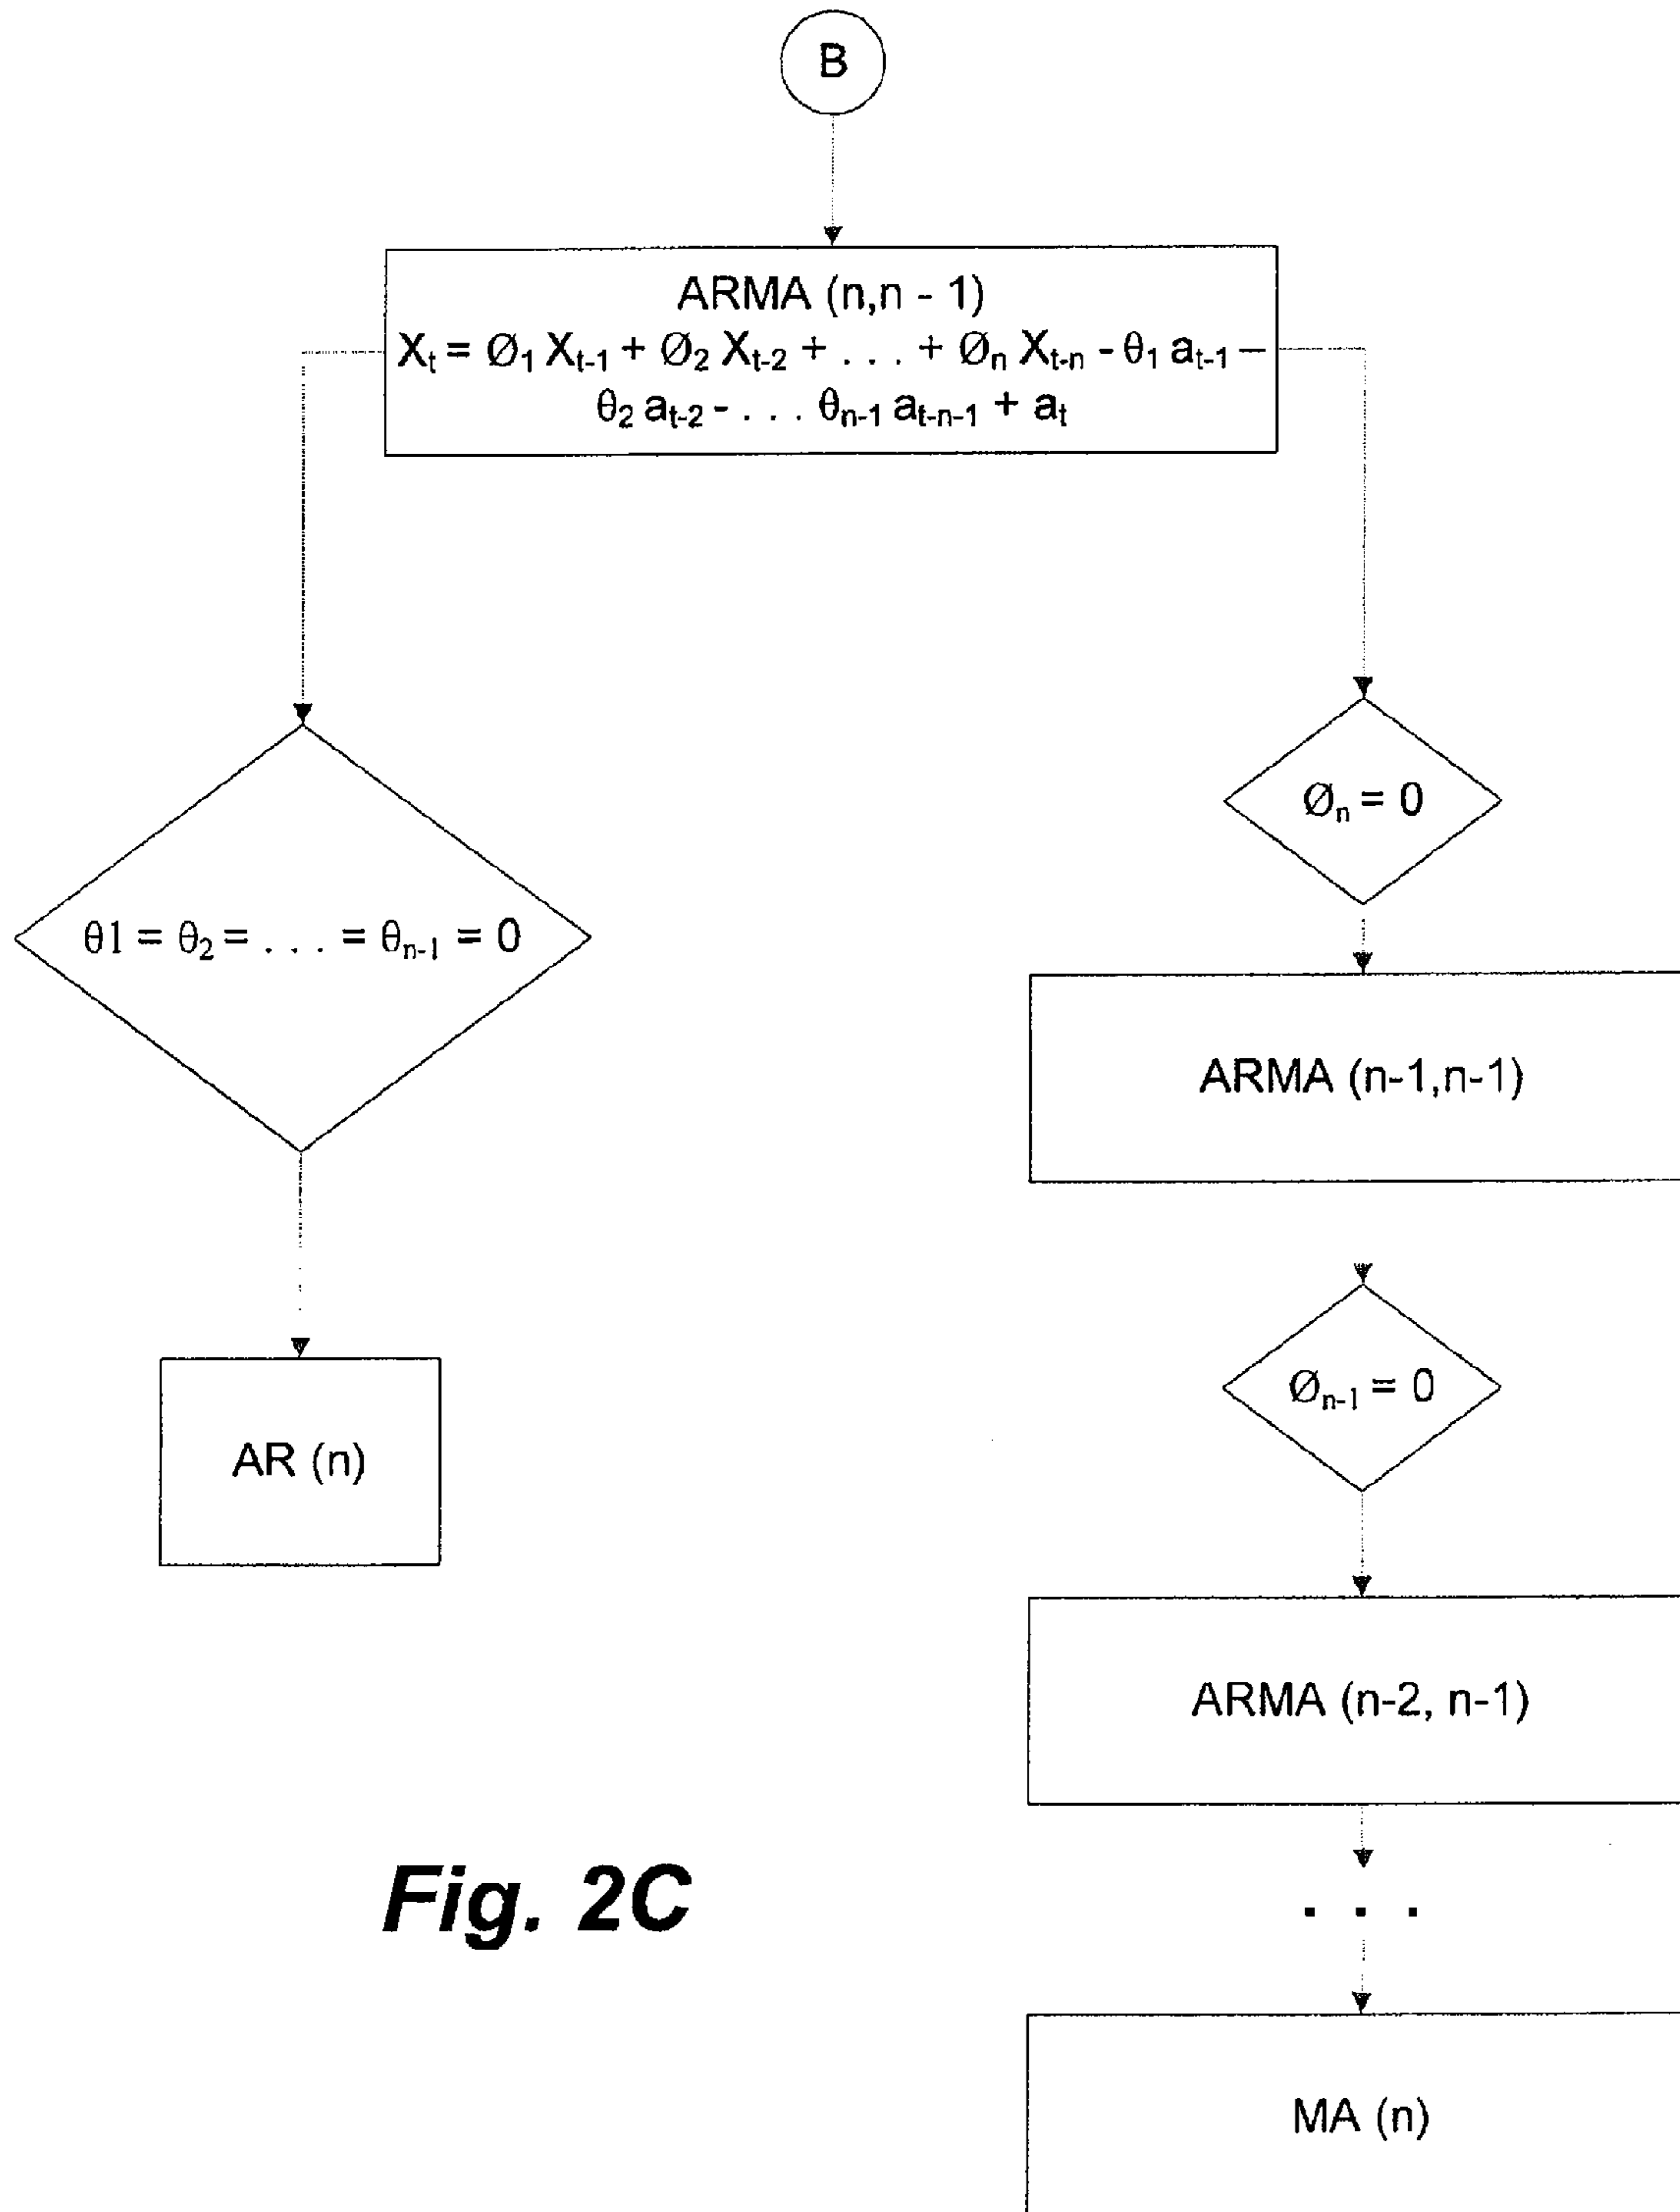 B
ARMA (n,n - 1)
Xₜ = Ø₁ Xₜ₋₁ + Ø₂ Xₜ₋₂ + . . . + Øₙ Xₜ₋ₙ - θ₁ aₜ₋₁ –
θ₂ aₜ₋₂ - . . . θₙ₋₁ aₜ₋ₙ₋₁ + aₜ
Øₙ = 0
θ1 = θ₂ = . . . = θₙ₋₁ = 0
ARMA (n-1,n-1)
Øₙ₋₁ = 0
AR (n)
ARMA (n-2, n-1)
Fig. 2C
. . .
MA (n)